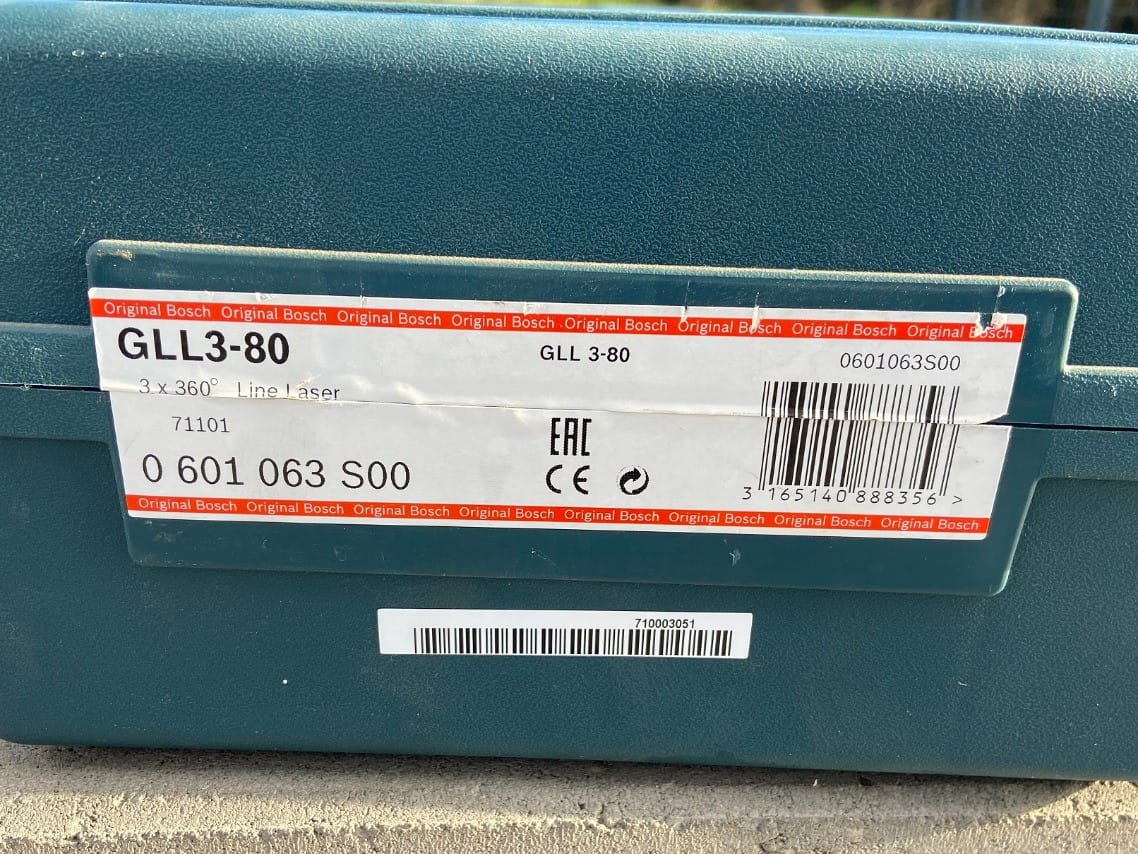 Original Bosch Original Bosch Original Bosch Original Bosch Original Bosch Original Bosch Original Bosch Original Bosch
GLL3-80
GLL 3-80
0601063S00
3 x 360° Line Laser
71101
EAC
0 601 063 S00
CE
3 165140 888356 >
Original Bosch Original Bosch Original Bosch Original Bosch Original Bosch Original Bosch Original Bosch Original Bosch
710003051